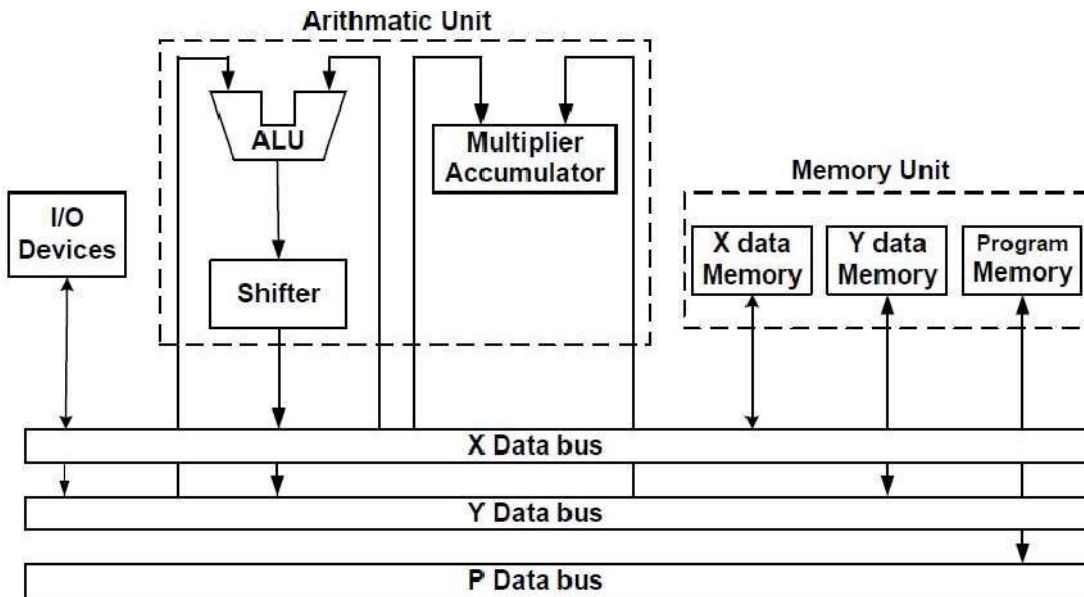 Arithmatic Unit
ALU
Multiplier
Accumulator
Memory Unit
I/O
Devices
X data
Memory
Y data
Memory
Program
Memory
Shifter
X Data bus
Y Data bus
P Data bus